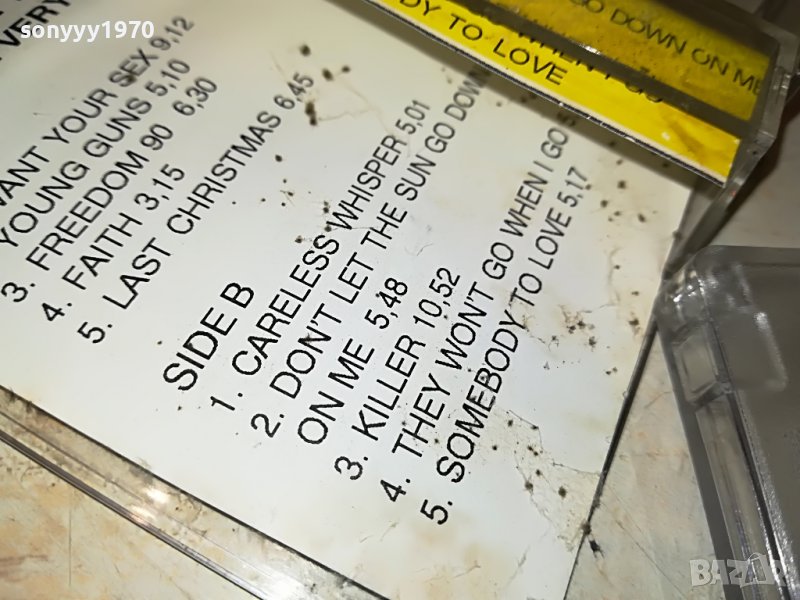 sonyyy1970
VERY
WANT YOUR SEX 9,12
YOUNG GUNS 5,10
3. FREEDOM 90 6,30
4. FAITH 3,15
5. LAST CHRISTMAS 6,45
SIDE B
1. CARELESS WHISPER 5,01
2. DON'T LET THE SUN GO DOWN
ON ME 5,48
3. KILLER 10,52
4. THEY WON'T GO WHEN I GO
5. SOMEBODY TO LOVE 5,17
GO DOWN ON ME
WHEN I GO
DY TO LOVE
BAZAR